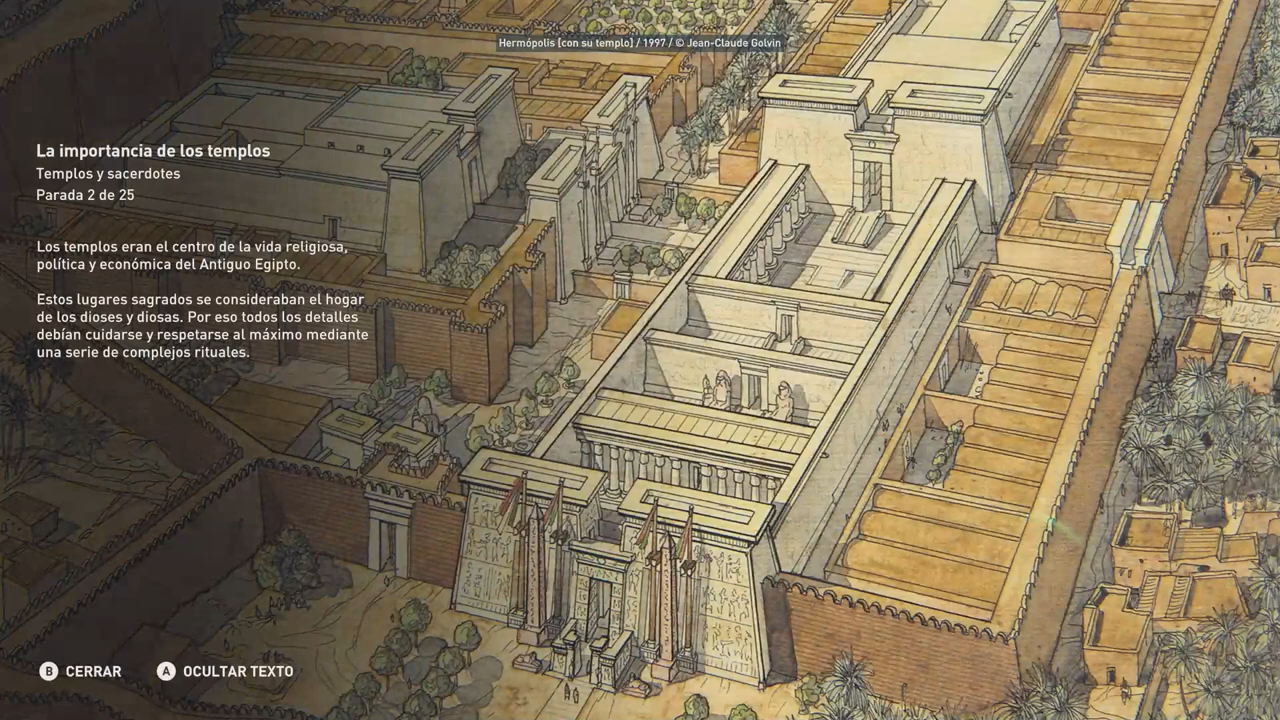 Hermópolis [con su templo] / 1997 / © Jean-Claude Golvin
La importancia de los templos
Templos y sacerdotes
Parada 2 de 25
Los templos eran el centro de la vida religiosa,
política y económica del Antiguo Egipto.
Estos lugares sagrados se consideraban el hogar
de los dioses y diosas. Por eso todos los detalles
debían cuidarse y respetarse al máximo mediante
una serie de complejos rituales.
B CERRAR A OCULTAR TEXTO